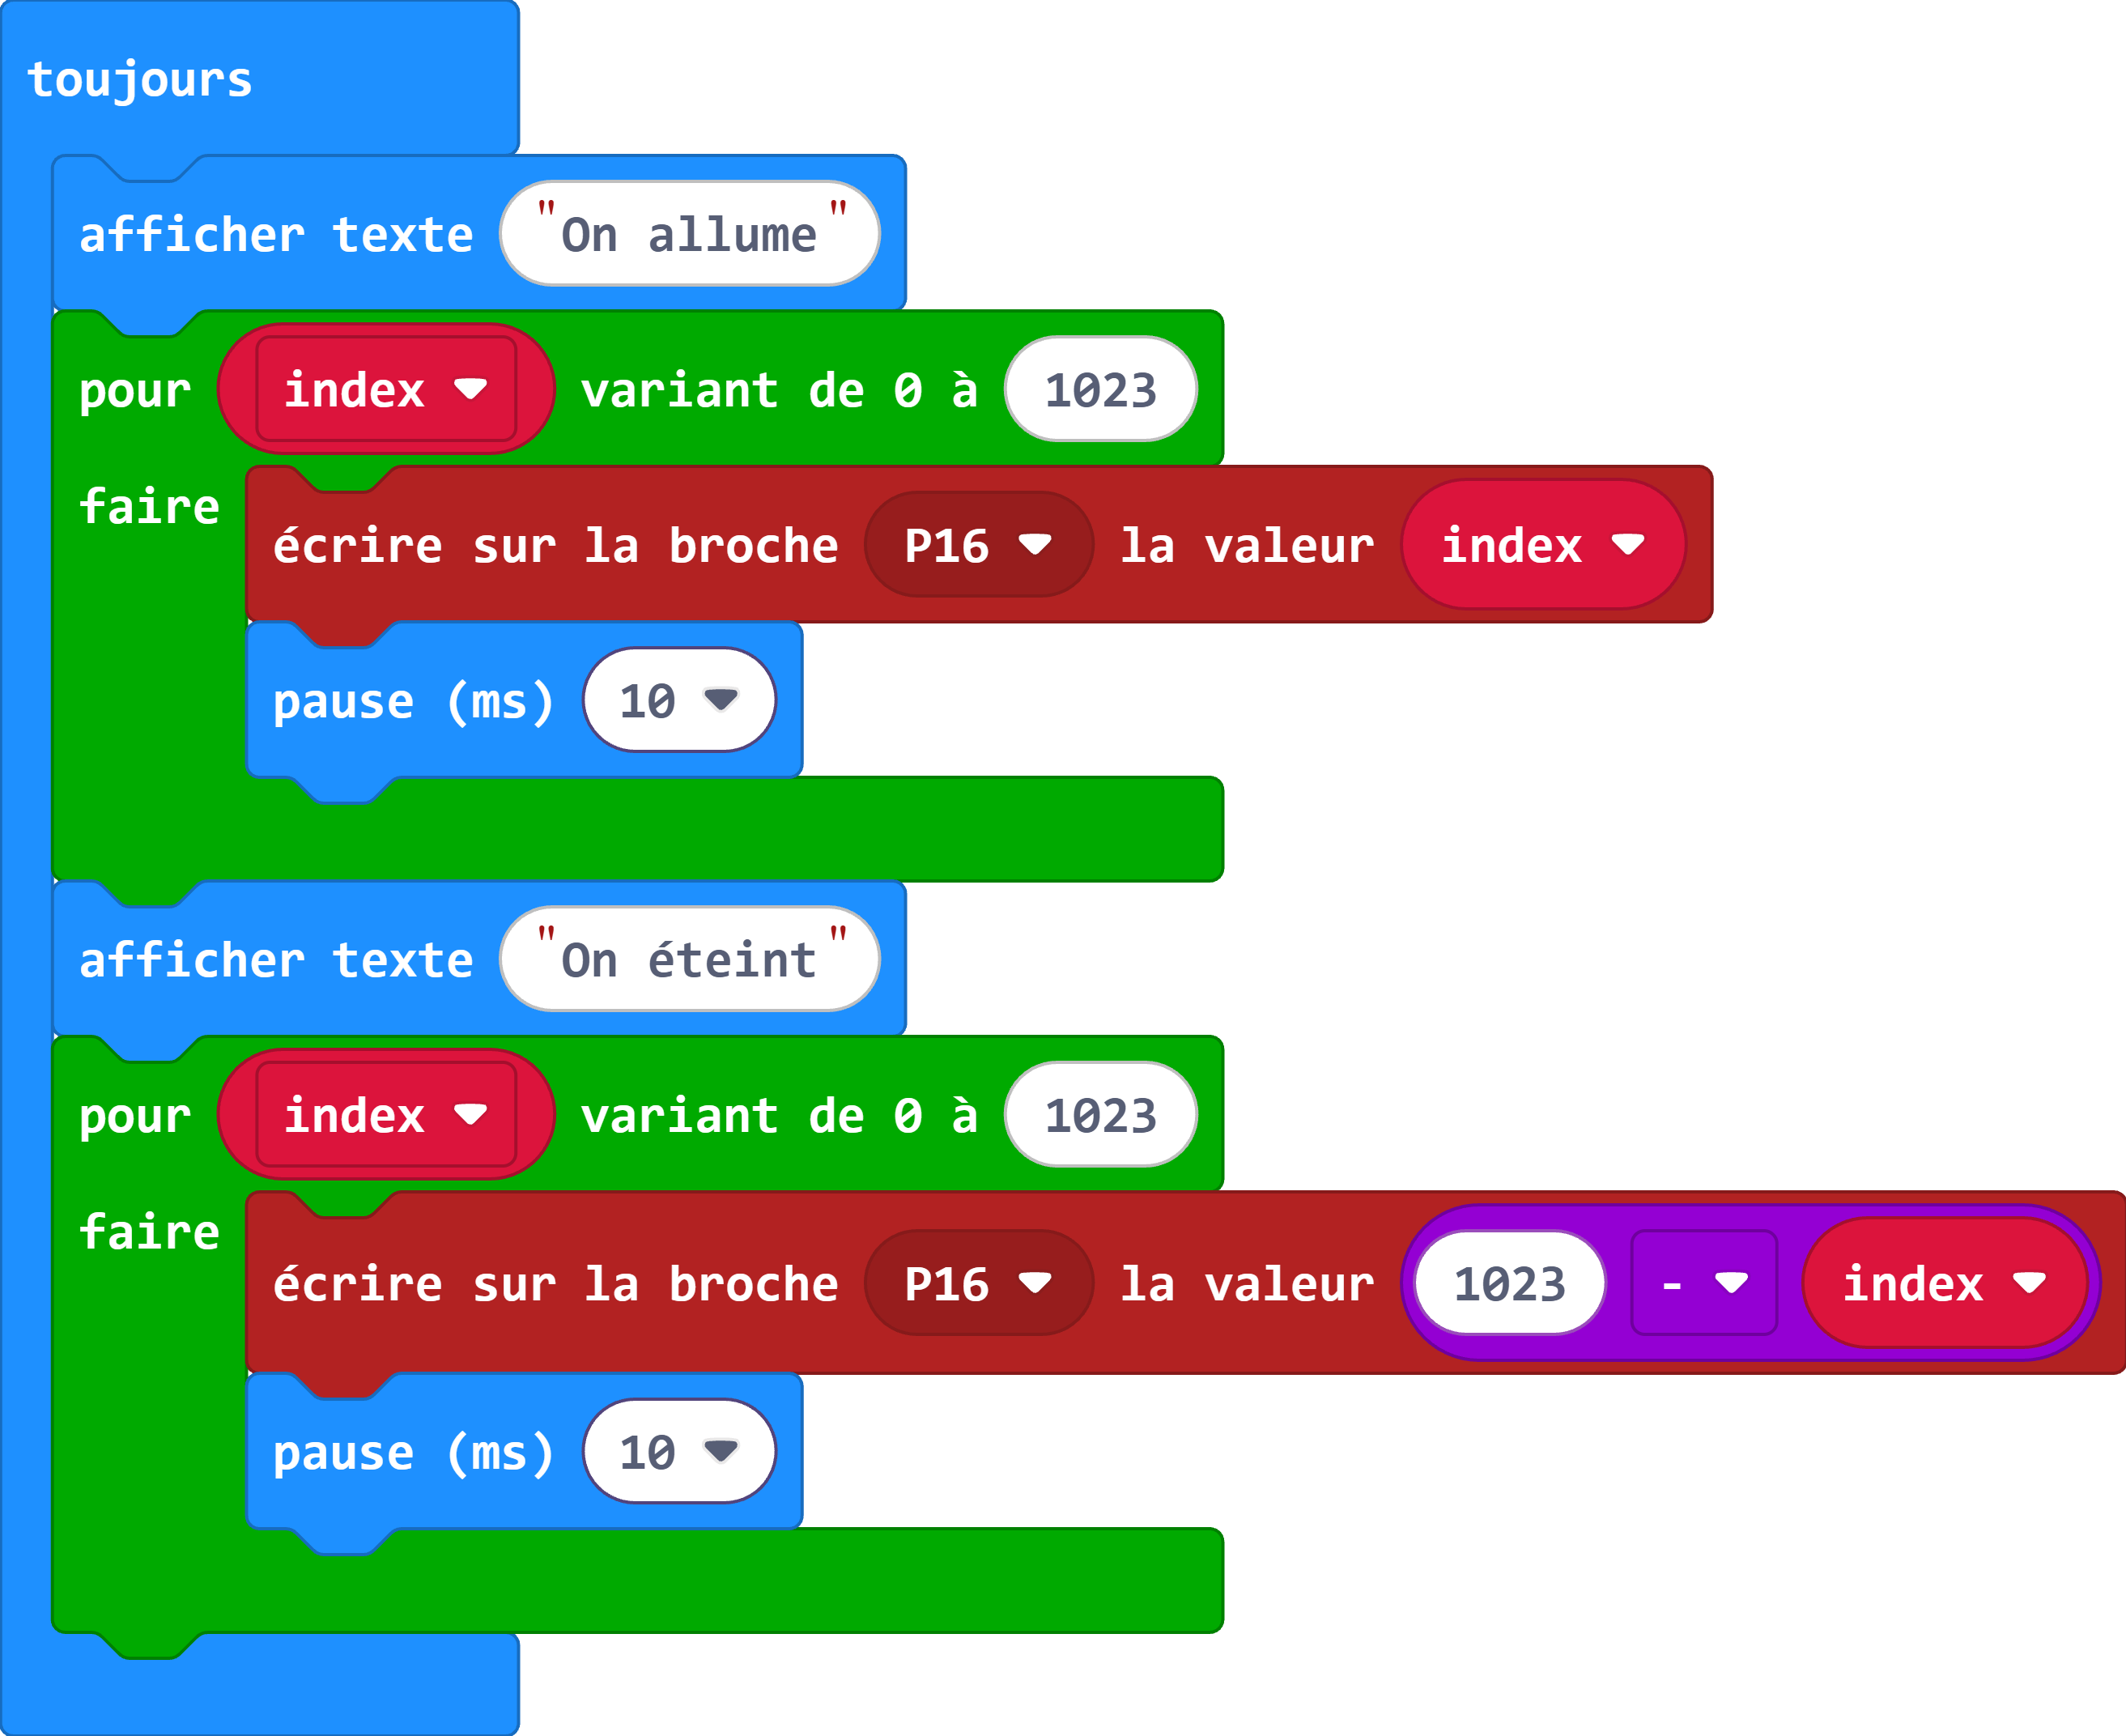 toujours
afficher texte "On allume"
pour index variant de 0 à 1023
faire
écrire sur la broche P16 la valeur index
pause (ms) 10
afficher texte "On éteint"
pour index variant de 0 à 1023
faire
écrire sur la broche P16 la valeur 1023 - index
pause (ms) 10